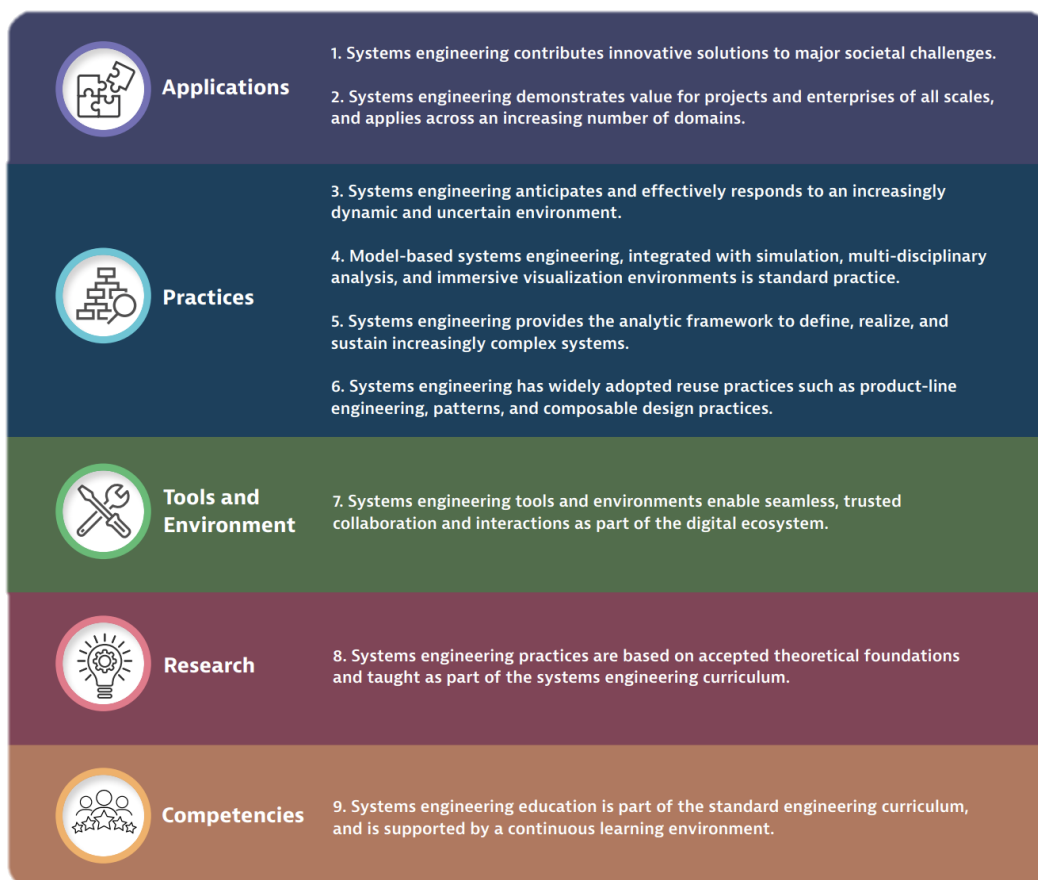 Applications
1. Systems engineering contributes innovative solutions to major societal challenges.
2. Systems engineering demonstrates value for projects and enterprises of all scales,
and applies across an increasing number of domains.
Practices
3. Systems engineering anticipates and effectively responds to an increasingly
dynamic and uncertain environment.
4. Model-based systems engineering, integrated with simulation, multi-disciplinary
analysis, and immersive visualization environments is standard practice.
5. Systems engineering provides the analytic framework to define, realize, and
sustain increasingly complex systems.
6. Systems engineering has widely adopted reuse practices such as product-line
engineering, patterns, and composable design practices.
Tools and
Environment
7. Systems engineering tools and environments enable seamless, trusted
collaboration and interactions as part of the digital ecosystem.
Research
8. Systems engineering practices are based on accepted theoretical foundations
and taught as part of the systems engineering curriculum.
Competencies
9. Systems engineering education is part of the standard engineering curriculum,
and is supported by a continuous learning environment.